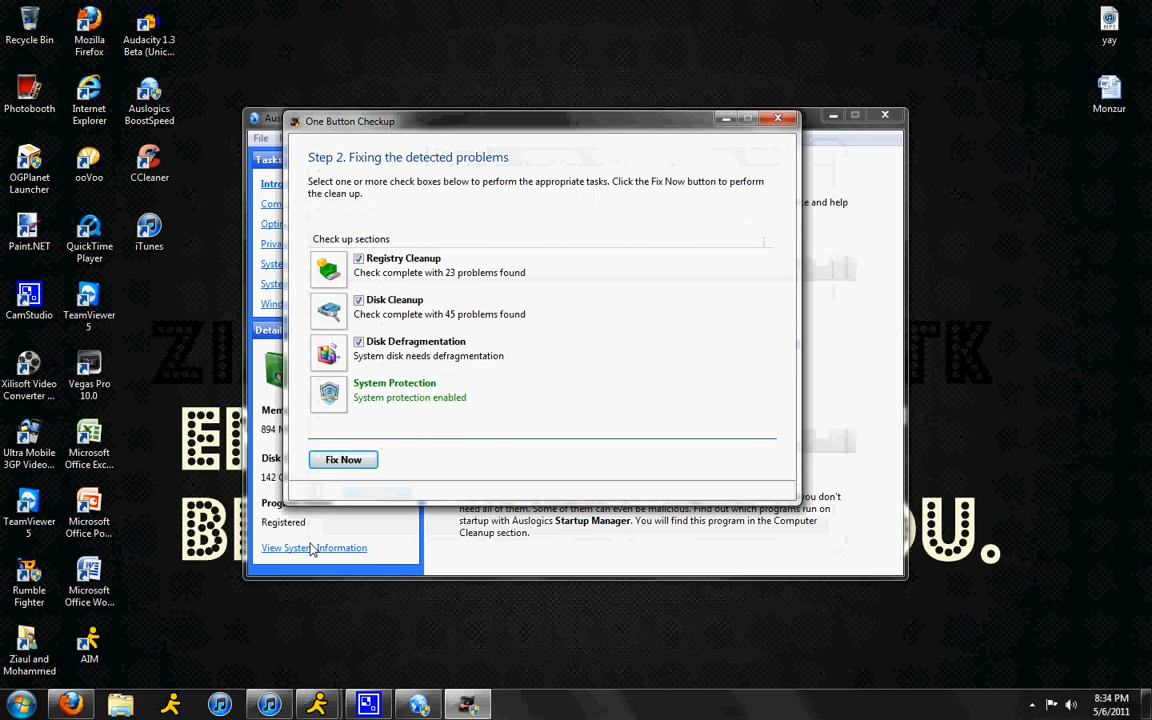 Recycle Bin
Mozilla
Firefox
Audacity 1.3
Beta (Unic...
Photobooth
Internet
Explorer
Auslogics
BoostSpeed
OGPlanet
Launcher
ooVoo
CCleaner
Paint.NET
QuickTime
Player
iTunes
CamStudio
TeamViewer
5
Xilisoft Video
Converter ...
Vegas Pro
10.0
Ultra Mobile
3GP Video...
Microsoft
Office Exc...
TeamViewer
5
Microsoft
Office Po...
Rumble
Fighter
Microsoft
Office Wo...
Ziaul and
Mohammed
AIM
yay
Monzur
File
Tasks
Disk
142
Registered
View System Information
One Button Checkup
Step 2. Fixing the detected problems
Select one or more check boxes below to perform the appropriate tasks. Click the Fix Now button to perform
the clean up.
Check up sections
Registry Cleanup
Check complete with 23 problems found
Disk Cleanup
Check complete with 45 problems found
Disk Defragmentation
System disk needs defragmentation
System Protection
System protection enabled
Fix Now
ce and help
you don't
need all of them. Some of them can even be malicious. Find out which programs run on
startup with Auslogics Startup Manager. You will find this program in the Computer
Cleanup section.
8:34 PM
5/6/2011